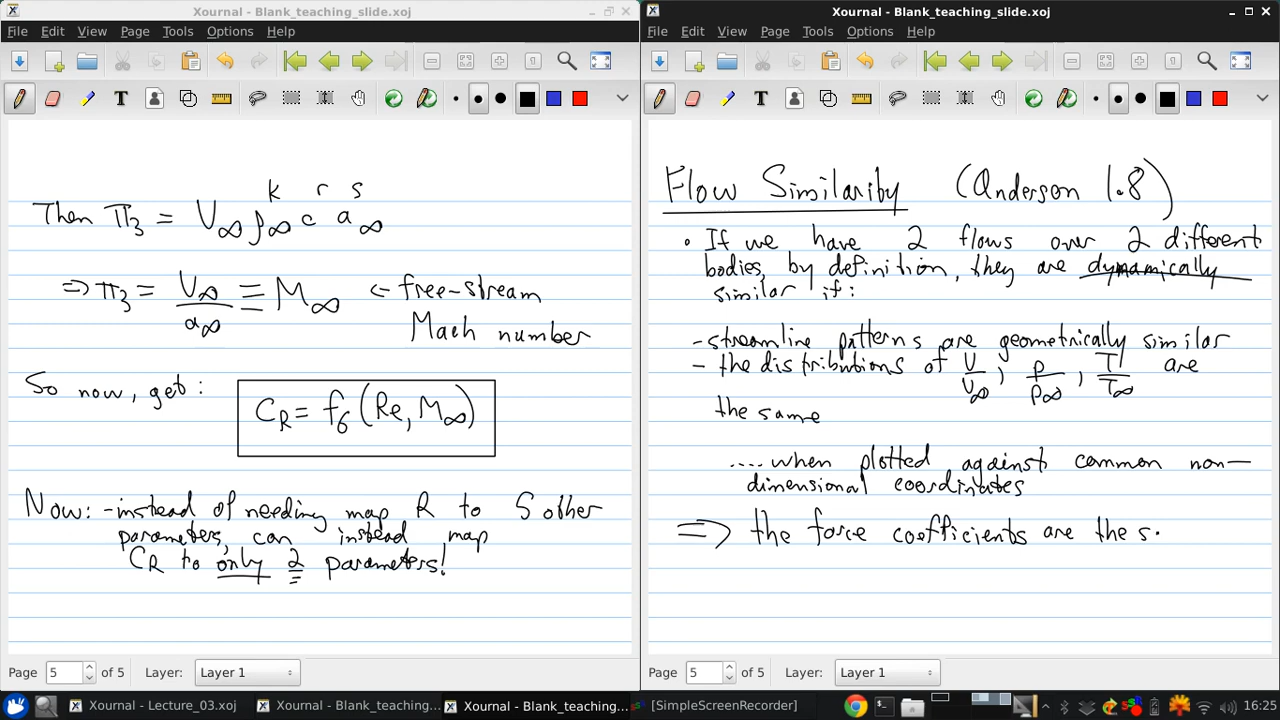 Xournal - Blank_teaching_slide.xoj
File Edit View Page Tools Options Help
k r s
Then π3 = V∞ ρ∞ c a∞
⇒ π3 = V∞/a∞ ≡ M∞ ← free-stream
Mach number
So now, get:
CR = f6 (Re, M∞)
Now: - instead of needing map R to 5 other
parameters, can instead map
CR to only 2 parameters!
Page 5 of 5 Layer: Layer 1
Xournal - Blank_teaching_slide.xoj
File Edit View Page Tools Options Help
Flow Similarity (Anderson 1.8)
• If we have 2 flows over 2 different
bodies, by definition, they are dynamically
similar if:
- streamline patterns are geometrically similar
- the distributions of V/V∞, p/p∞, T/T∞ are
the same
.... when plotted against common non-
dimensional coordinates
⇒ the force coefficients are the s
Page 5 of 5 Layer: Layer 1
Xournal - Lecture_03.xoj Xournal - Blank_teaching... Xournal - Blank_teaching... [SimpleScreenRecorder] 16:25